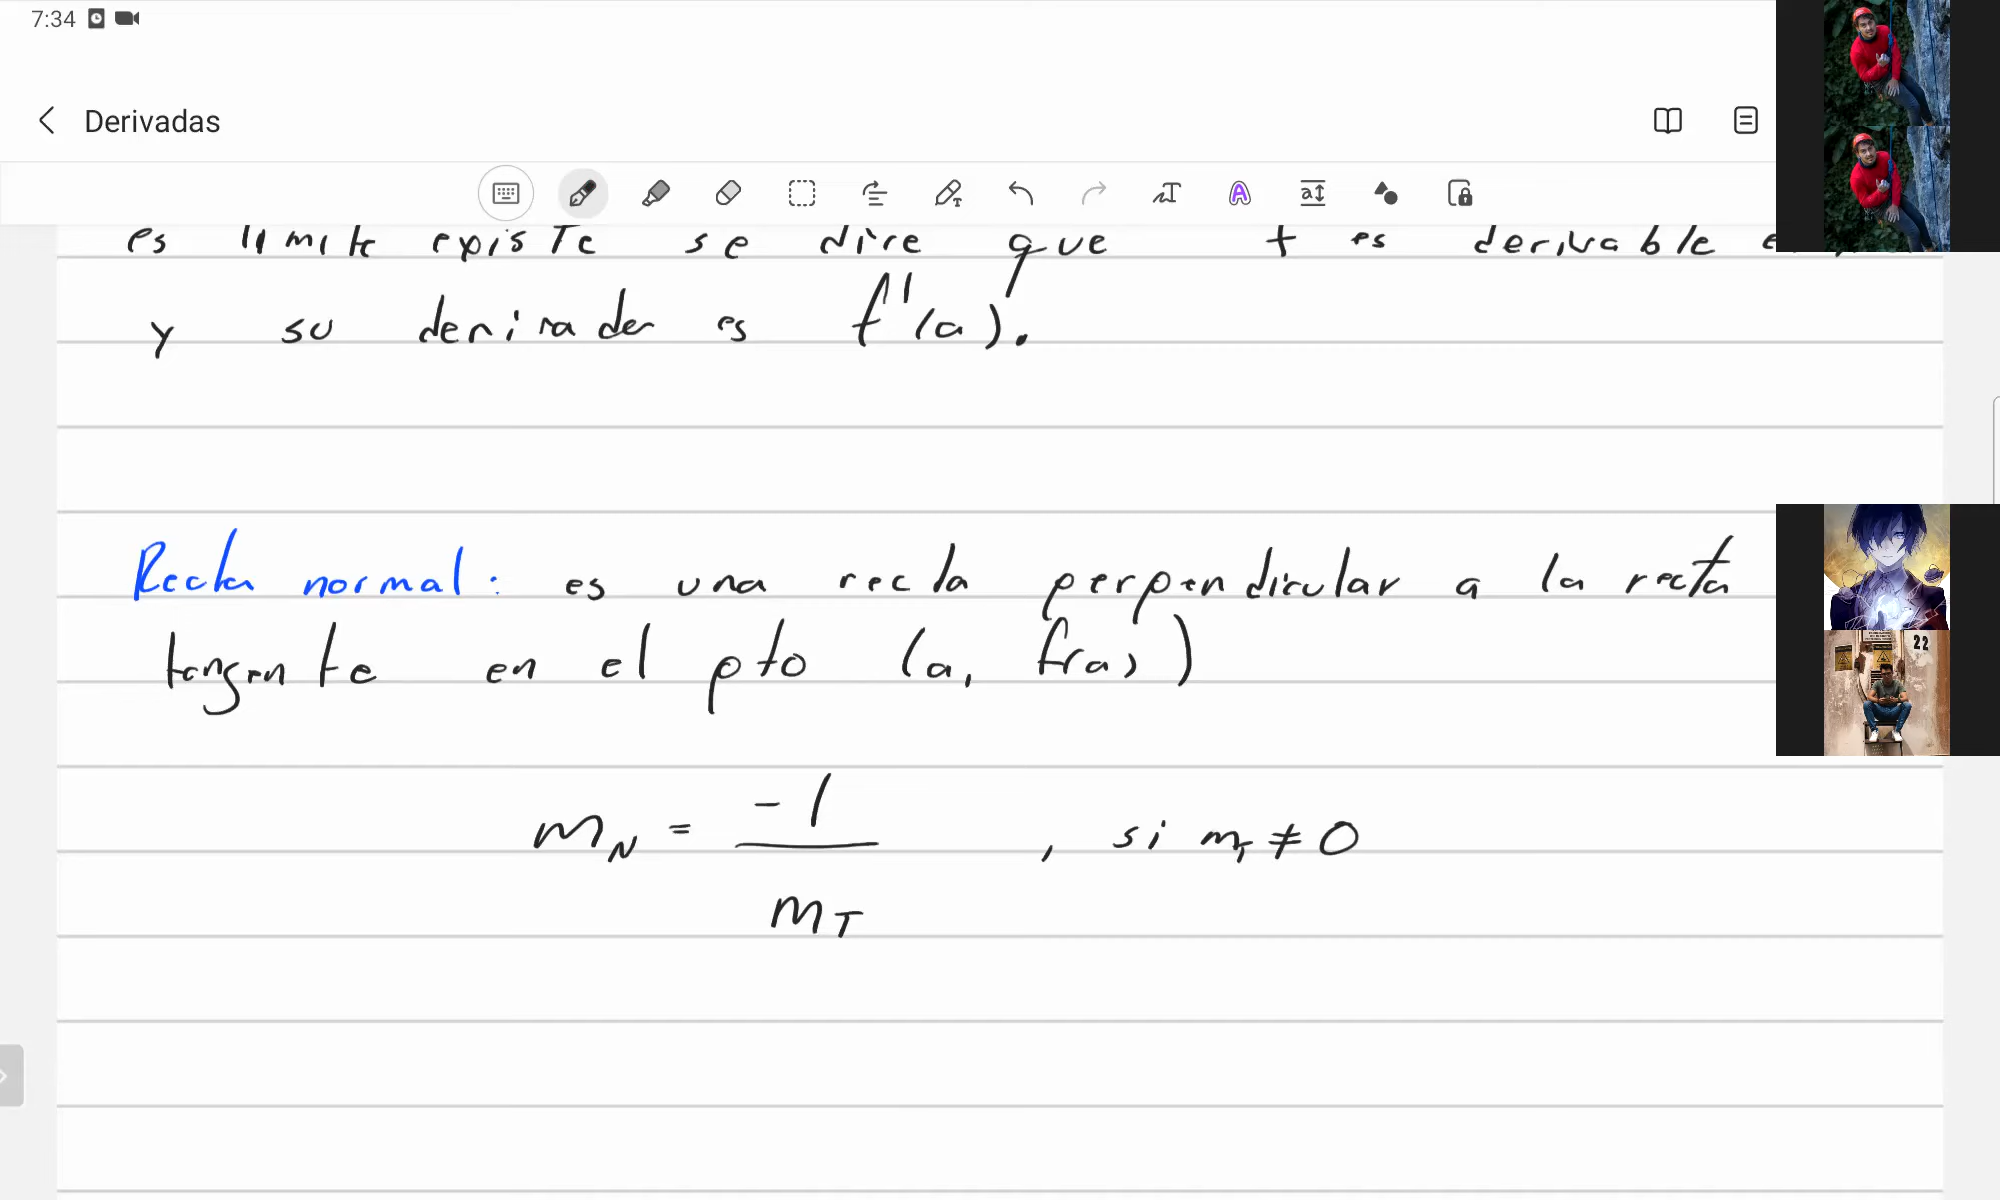 7:34
Derivadas
es limite existe se dice que f es derivable
y su derivada es f'(a).
Recta normal: es una recta perpendicular a la recta
tangente en el pto (a, f(a))
m_N = -1 / m_T , si m_T ≠ 0
22